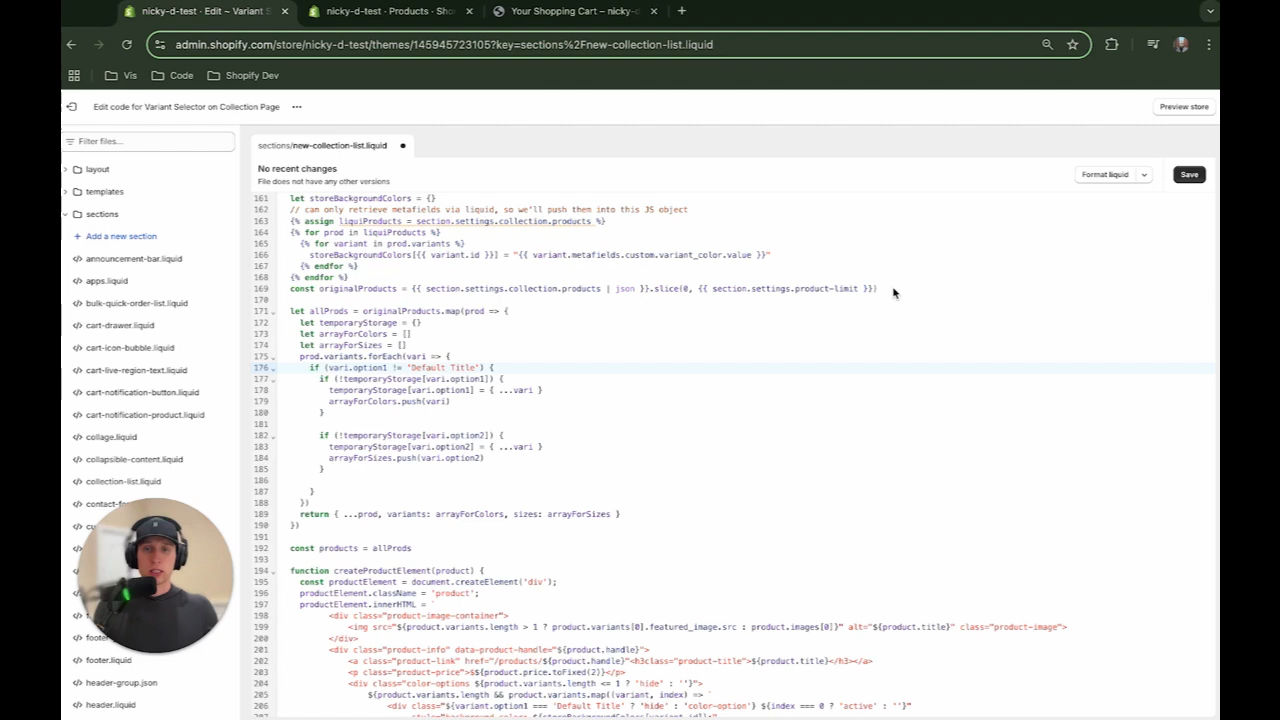 nicky-d-test · Edit ~ Variant S
nicky-d-test · Products · Sho
Your Shopping Cart – nicky-d
admin.shopify.com/store/nicky-d-test/themes/145945723105?key=sections%2Fnew-collection-list.liquid
Vis
Code
Shopify Dev
Edit code for Variant Selector on Collection Page
Preview store
Filter files...
sections/new-collection-list.liquid
layout
No recent changes
File does not have any other versions
Format liquid
Save
templates
sections
Add a new section
announcement-bar.liquid
apps.liquid
bulk-quick-order-list.liquid
cart-drawer.liquid
cart-icon-bubble.liquid
cart-live-region-text.liquid
cart-notification-button.liquid
cart-notification-product.liquid
collage.liquid
collapsible-content.liquid
collection-list.liquid
contact-fo
cu
footer
footer.liquid
header-group.json
header.liquid
161 let storeBackgroundColors = {}
162 // can only retrieve metafields via liquid, so we'll push them into this JS object
163 {% assign liquiProducts = section.settings.collection.products %}
164 {% for prod in liquiProducts %}
165 {% for variant in prod.variants %}
166 storeBackgroundColors[{{ variant.id }}] = "{{ variant.metafields.custom.variant_color.value }}"
167 {% endfor %}
168 {% endfor %}
169 const originalProducts = {{ section.settings.collection.products | json }}.slice(0, {{ section.settings.product-limit }})
170
171 let allProds = originalProducts.map(prod => {
172 let temporaryStorage = {}
173 let arrayForColors = []
174 let arrayForSizes = []
175 prod.variants.forEach(vari => {
176 if (vari.option1 != 'Default Title') {
177 if (!temporaryStorage[vari.option1]) {
178 temporaryStorage[vari.option1] = { ...vari }
179 arrayForColors.push(vari)
180 }
181
182 if (!temporaryStorage[vari.option2]) {
183 temporaryStorage[vari.option2] = { ...vari }
184 arrayForSizes.push(vari.option2)
185 }
186
187 }
188 })
189 return { ...prod, variants: arrayForColors, sizes: arrayForSizes }
190 })
191
192 const products = allProds
193
194 function createProductElement(product) {
195 const productElement = document.createElement('div');
196 productElement.className = 'product';
197 productElement.innerHTML = `
198 <div class="product-image-container">
199 <img src="${product.variants.length > 1 ? product.variants[0].featured_image.src : product.images[0]}" alt="${product.title}" class="product-image">
200 </div>
201 <div class="product-info" data-product-handle="${product.handle}">
202 <a class="product-link" href="/products/${product.handle}"<h3class="product-title">${product.title}</h3></a>
203 <p class="product-price">$${product.price.toFixed(2)}</p>
204 <div class="color-options ${product.variants.length <= 1 ? 'hide' : ''}">
205 ${product.variants.length && product.variants.map((variant, index) => `
206 <div class="${variant.option1 === 'Default Title' ? 'hide' : 'color-option'} ${index === 0 ? 'active' : ''}"